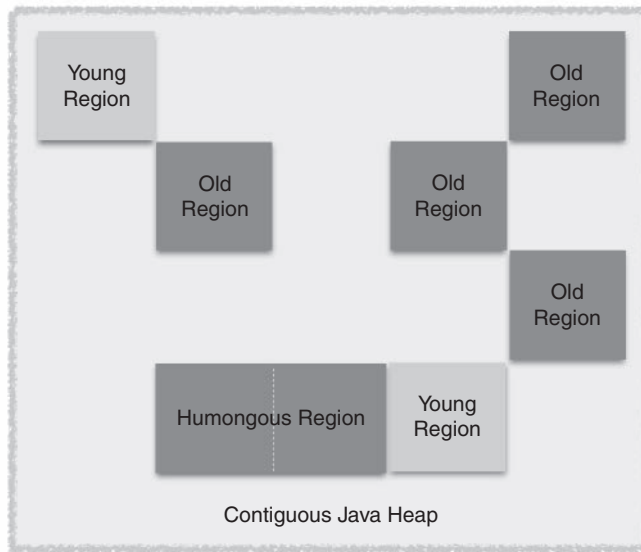 Young
Region
Old
Region
Old
Region
Old
Region
Old
Region
Humongous Region
Young
Region
Contiguous Java Heap